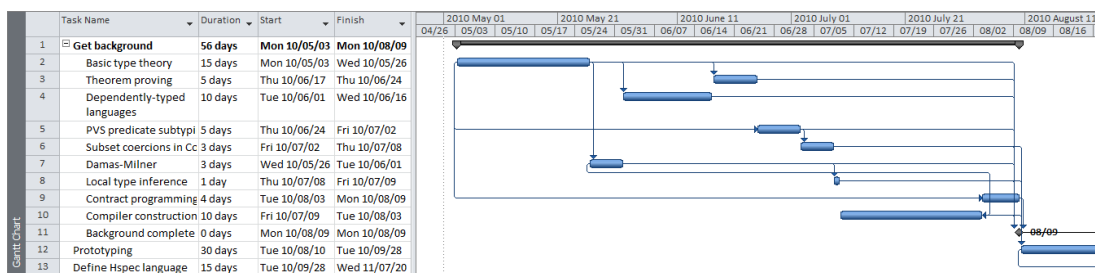 Task Name Duration Start Finish 2010 May 01 2010 May 21 2010 June 11 2010 July 01 2010 July 21 2010 August 11
04/26 05/03 05/10 05/17 05/24 05/31 06/07 06/14 06/21 06/28 07/05 07/12 07/19 07/26 08/02 08/09 08/16
1 Get background 56 days Mon 10/05/03 Mon 10/08/09
2 Basic type theory 15 days Mon 10/05/03 Wed 10/05/26
3 Theorem proving 5 days Thu 10/06/17 Thu 10/06/24
4 Dependently-typed 10 days Tue 10/06/01 Wed 10/06/16
languages
5 PVS predicate subtypi 5 days Thu 10/06/24 Fri 10/07/02
6 Subset coercions in Cc 3 days Fri 10/07/02 Thu 10/07/08
7 Damas-Milner 3 days Wed 10/05/26 Tue 10/06/01
8 Local type inference 1 day Thu 10/07/08 Fri 10/07/09
9 Contract programming 4 days Tue 10/08/03 Mon 10/08/09
10 Compiler construction 10 days Fri 10/07/09 Tue 10/08/03
11 Background complete 0 days Mon 10/08/09 Mon 10/08/09 08/09
12 Prototyping 30 days Tue 10/08/10 Tue 10/09/28
13 Define Hspec language 15 days Tue 10/09/28 Wed 11/07/20
Gantt Chart